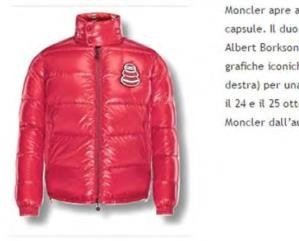 Moncler apre a
capsule. Il duo
Albert Borkson
grafiche iconich
destra) per una
il 24 e il 25 ott
Moncler dall'au